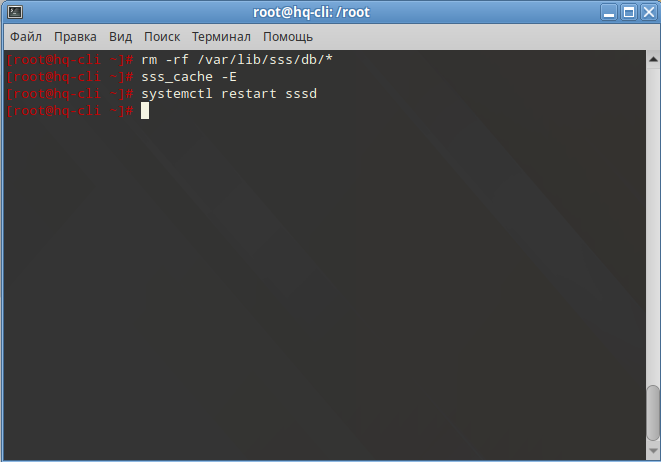 root@hq-cli: /root
Файл Правка Вид Поиск Терминал Помощь
[root@hq-cli ~]# rm -rf /var/lib/sss/db/*
[root@hq-cli ~]# sss_cache -E
[root@hq-cli ~]# systemctl restart sssd
[root@hq-cli ~]#